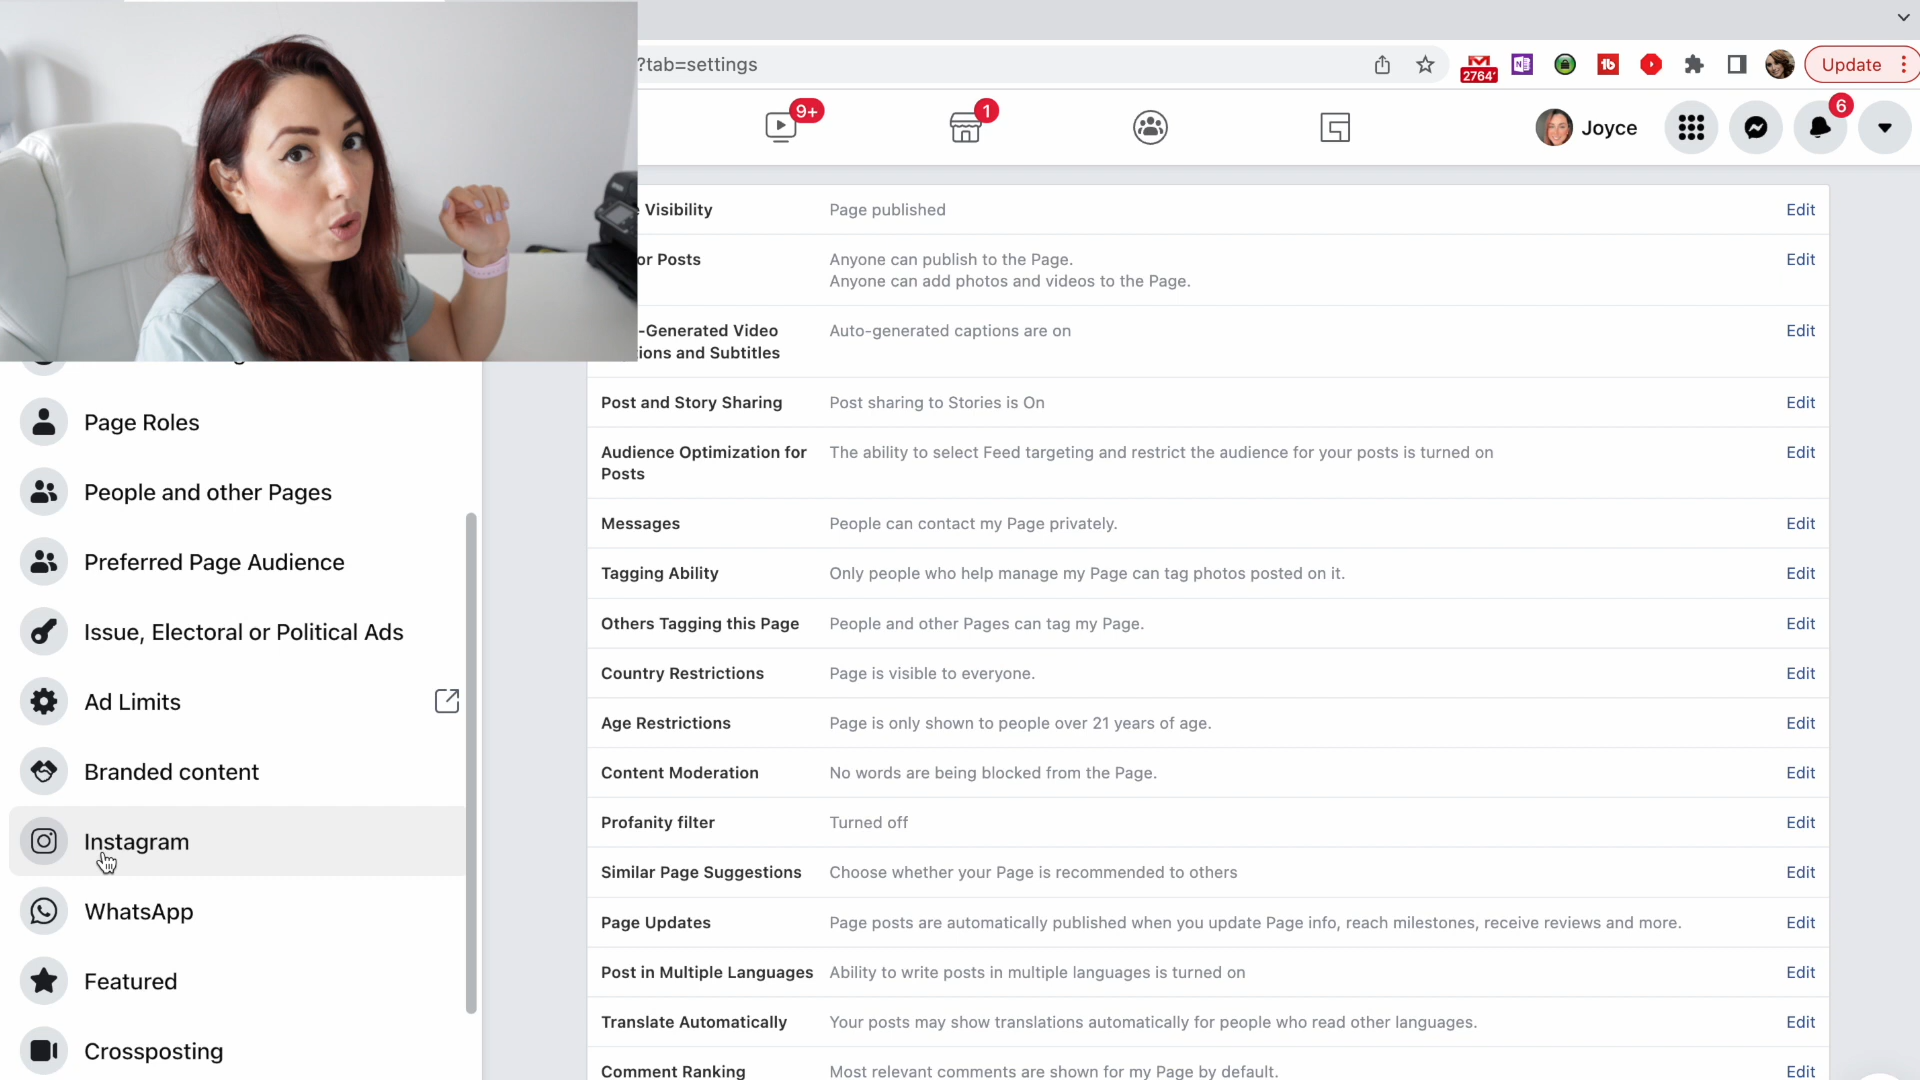 ?tab=settings
2764
Update
9+
1
Joyce
6
Visibility
Page published
Edit
or Posts
Anyone can publish to the Page.
Anyone can add photos and videos to the Page.
Edit
-Generated Video
ions and Subtitles
Auto-generated captions are on
Edit
Post and Story Sharing
Post sharing to Stories is On
Edit
Audience Optimization for
Posts
The ability to select Feed targeting and restrict the audience for your posts is turned on
Edit
Messages
People can contact my Page privately.
Edit
Tagging Ability
Only people who help manage my Page can tag photos posted on it.
Edit
Others Tagging this Page
People and other Pages can tag my Page.
Edit
Country Restrictions
Page is visible to everyone.
Edit
Age Restrictions
Page is only shown to people over 21 years of age.
Edit
Content Moderation
No words are being blocked from the Page.
Edit
Profanity filter
Turned off
Edit
Similar Page Suggestions
Choose whether your Page is recommended to others
Edit
Page Updates
Page posts are automatically published when you update Page info, reach milestones, receive reviews and more.
Edit
Post in Multiple Languages
Ability to write posts in multiple languages is turned on
Edit
Translate Automatically
Your posts may show translations automatically for people who read other languages.
Edit
Comment Ranking
Most relevant comments are shown for my Page by default.
Edit
Page Roles
People and other Pages
Preferred Page Audience
Issue, Electoral or Political Ads
Ad Limits
Branded content
Instagram
WhatsApp
Featured
Crossposting